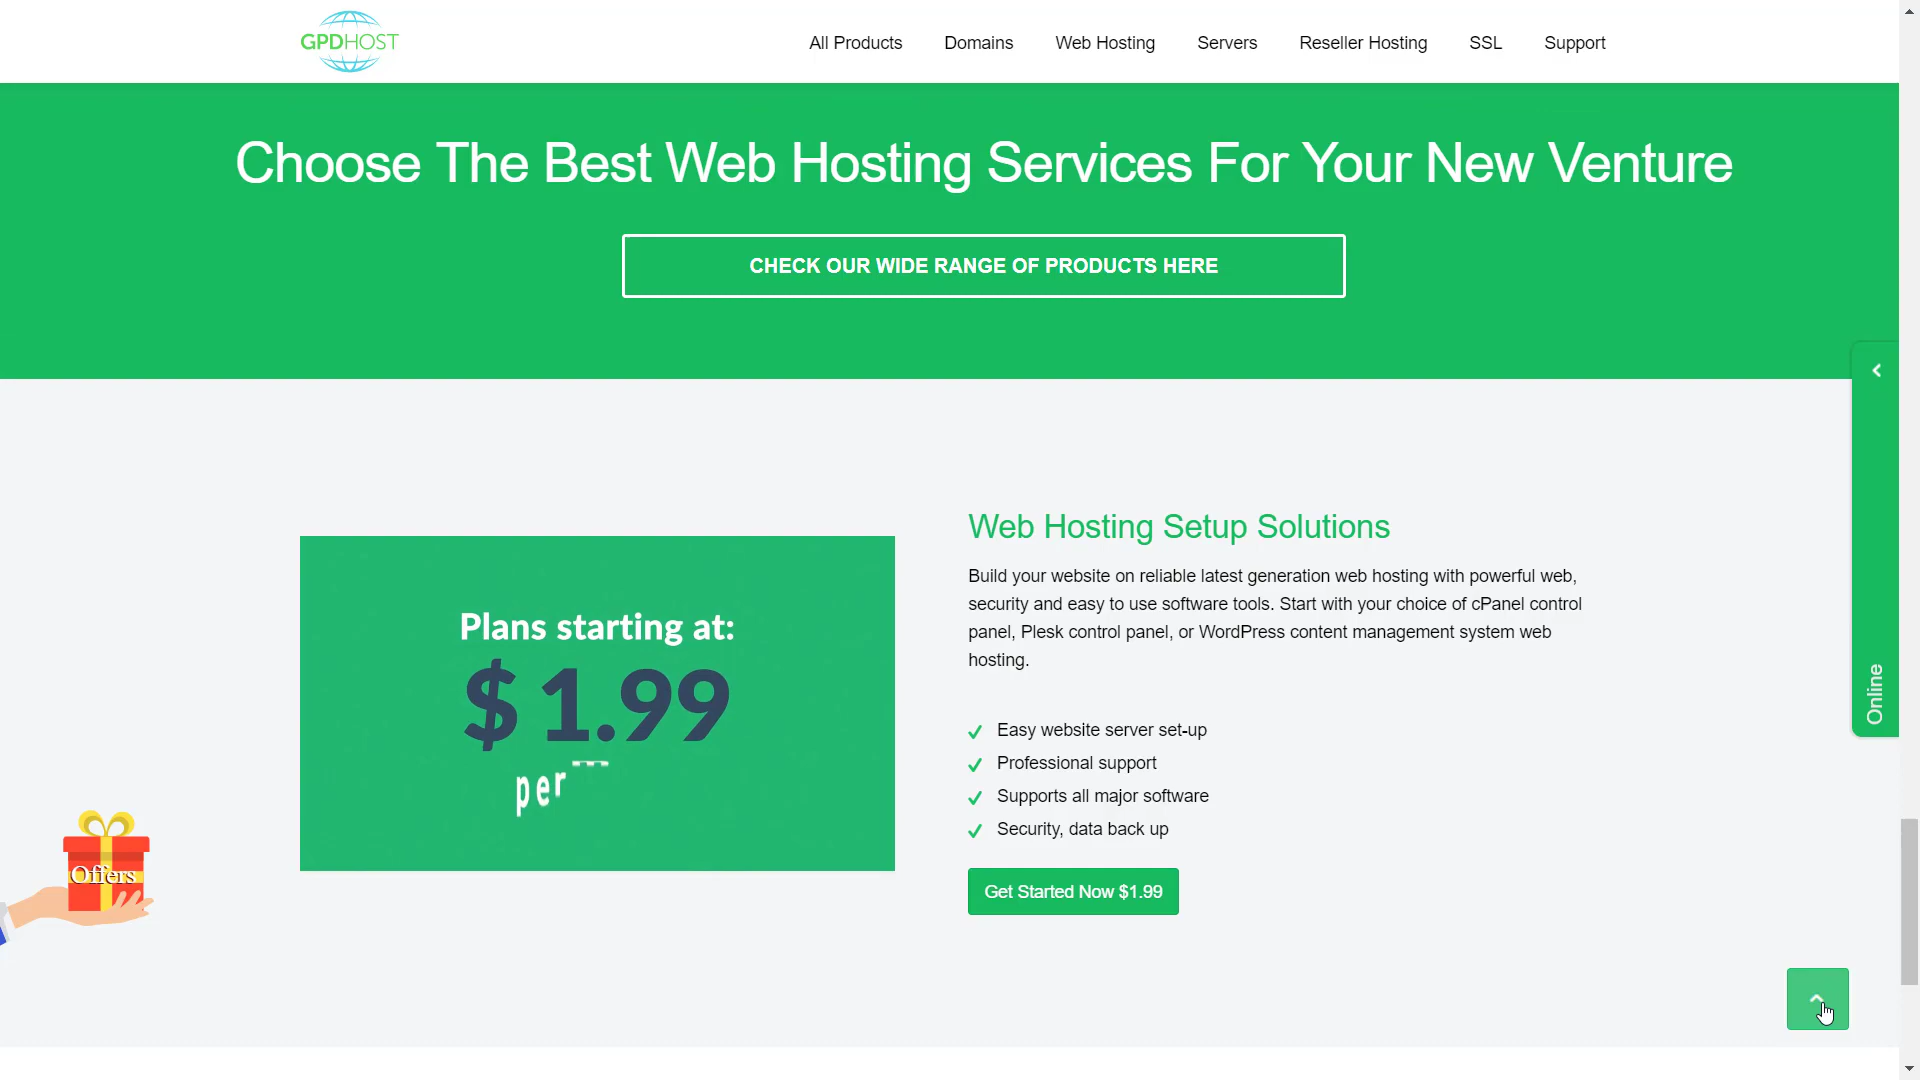 GPDHOST
All Products
Domains
Web Hosting
Servers
Reseller Hosting
SSL
Support
Choose The Best Web Hosting Services For Your New Venture
CHECK OUR WIDE RANGE OF PRODUCTS HERE
Plans starting at:
$ 1.99
per
Web Hosting Setup Solutions
Build your website on reliable latest generation web hosting with powerful web,
security and easy to use software tools. Start with your choice of cPanel control
panel, Plesk control panel, or WordPress content management system web
hosting.
Easy website server set-up
Professional support
Supports all major software
Security, data back up
Get Started Now $1.99
Online
Offers